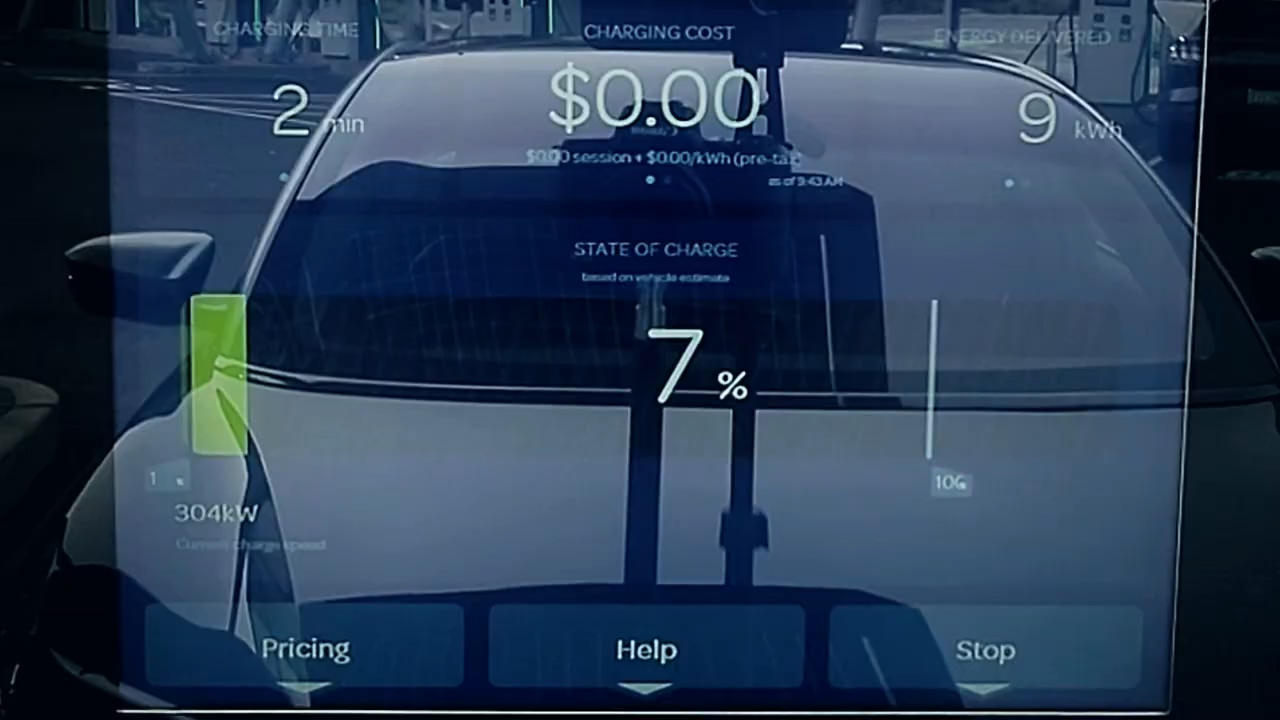 CHARGING TIME
CHARGING COST
ENERGY DELIVERED
2 min
$0.00
9 kWh
$0.00 session + $0.00/kWh (pre-tax)
as of 9:43 AM
STATE OF CHARGE
based on vehicle estimate
7 %
304kW
Current charge speed
Pricing
Help
Stop